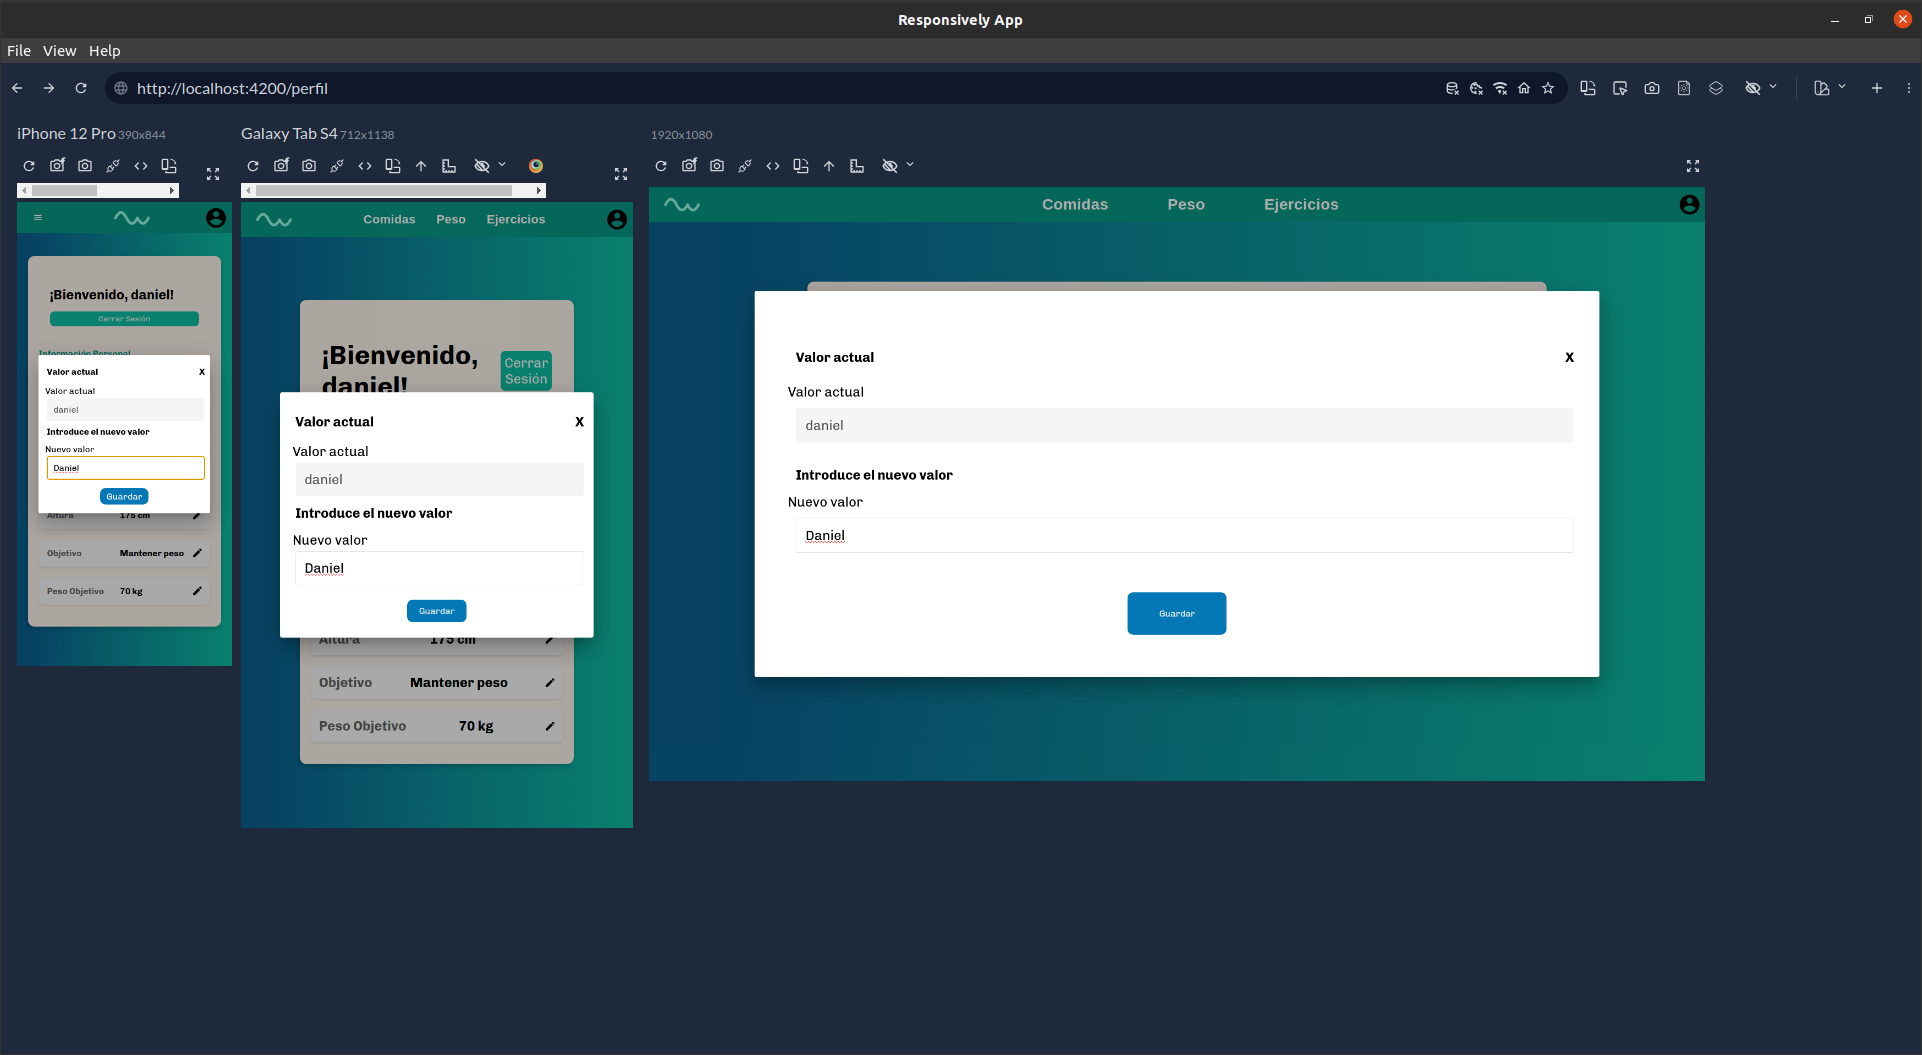 Responsively App
File View Help
http://localhost:4200/perfil
iPhone 12 Pro 390x844
¡Bienvenido, daniel!
Cerrar Sesión
Información Personal
Valor actual X
Valor actual
daniel
Introduce el nuevo valor
Nuevo valor
Daniel
Guardar
Altura 175 cm
Objetivo Mantener peso
Peso Objetivo 70 kg
Galaxy Tab S4 712x1138
Comidas Peso Ejercicios
¡Bienvenido,
daniel!
Cerrar
Sesión
Valor actual X
Valor actual
daniel
Introduce el nuevo valor
Nuevo valor
Daniel
Guardar
Altura 175 cm
Objetivo Mantener peso
Peso Objetivo 70 kg
1920x1080
Comidas Peso Ejercicios
Valor actual X
Valor actual
daniel
Introduce el nuevo valor
Nuevo valor
Daniel
Guardar